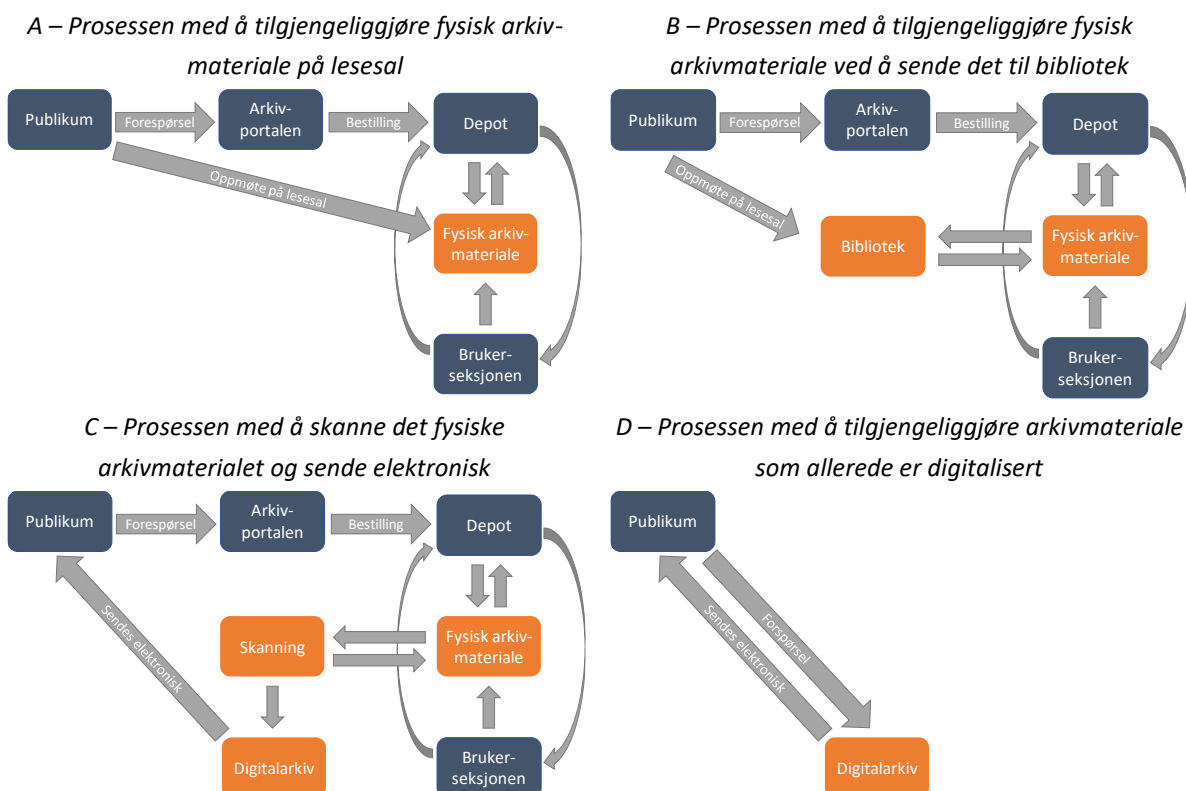 A – Prosessen med å tilgjengeliggjøre fysisk arkiv-
materiale på lesesal
Publikum
Forespørsel
Arkiv-
portalen
Bestilling
Depot
Oppmøte på lesesal
Fysisk arkiv-
materiale
Bruker-
seksjonen
B – Prosessen med å tilgjengeliggjøre fysisk
arkivmateriale ved å sende det til bibliotek
Publikum
Forespørsel
Arkiv-
portalen
Bestilling
Depot
Oppmøte på lesesal
Bibliotek
Fysisk arkiv-
materiale
Bruker-
seksjonen
C – Prosessen med å skanne det fysiske
arkivmaterialet og sende elektronisk
Publikum
Forespørsel
Arkiv-
portalen
Bestilling
Depot
Sendes elektronisk
Skanning
Fysisk arkiv-
materiale
Digitalarkiv
Bruker-
seksjonen
D – Prosessen med å tilgjengeliggjøre arkivmateriale
som allerede er digitalisert
Publikum
Forspørsel
Sendes elektronisk
Digitalarkiv